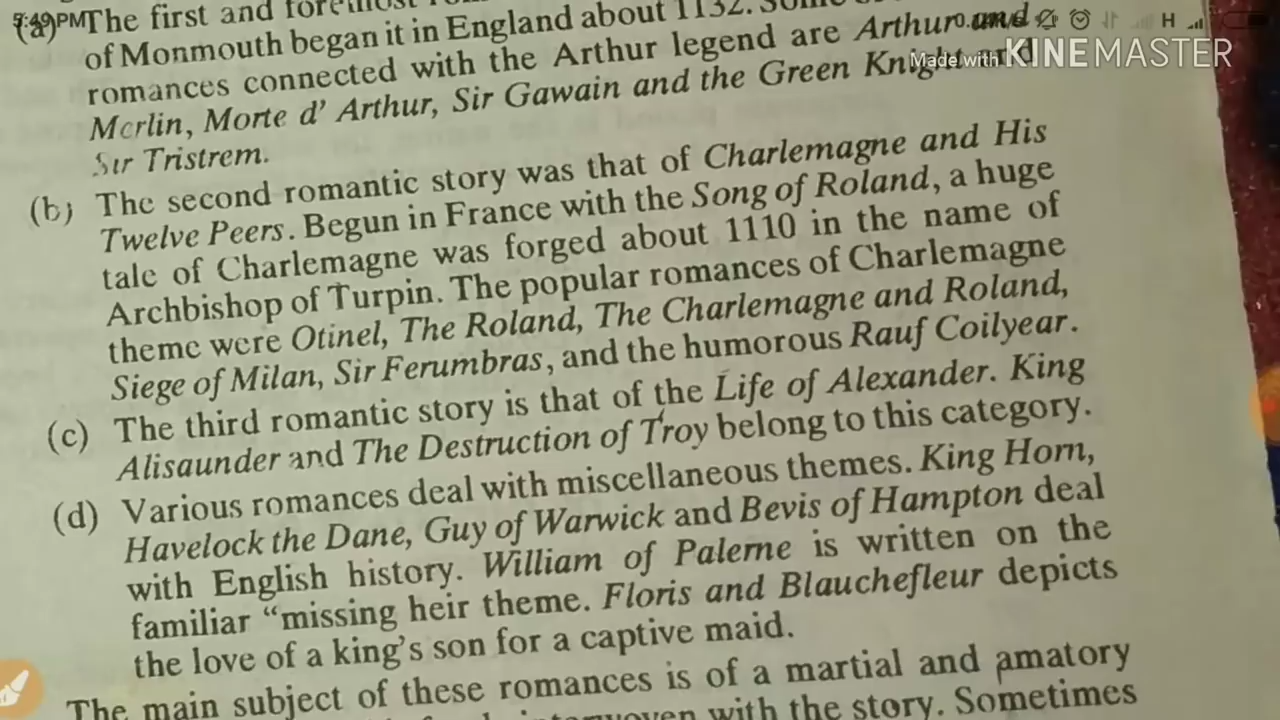 5:49PM
H
Made with KINEMASTER
(a) The first and foremost
of Monmouth began it in England about 1132.
romances connected with the Arthur legend are Arthur and
Merlin, Morte d' Arthur, Sir Gawain and the Green Knight and
Sir Tristrem.
(b) The second romantic story was that of Charlemagne and His
Twelve Peers. Begun in France with the Song of Roland, a huge
tale of Charlemagne was forged about 1110 in the name of
Archbishop of Turpin. The popular romances of Charlemagne
theme were Otinel, The Roland, The Charlemagne and Roland,
Siege of Milan, Sir Ferumbras, and the humorous Rauf Coilyear.
(c) The third romantic story is that of the Life of Alexander. King
Alisaunder and The Destruction of Troy belong to this category.
(d) Various romances deal with miscellaneous themes. King Horn,
Havelock the Dane, Guy of Warwick and Bevis of Hampton deal
with English history. William of Palerne is written on the
familiar “missing heir theme. Floris and Blauchefleur depicts
the love of a king's son for a captive maid.
The main subject of these romances is of a martial and amatory
with the story. Sometimes